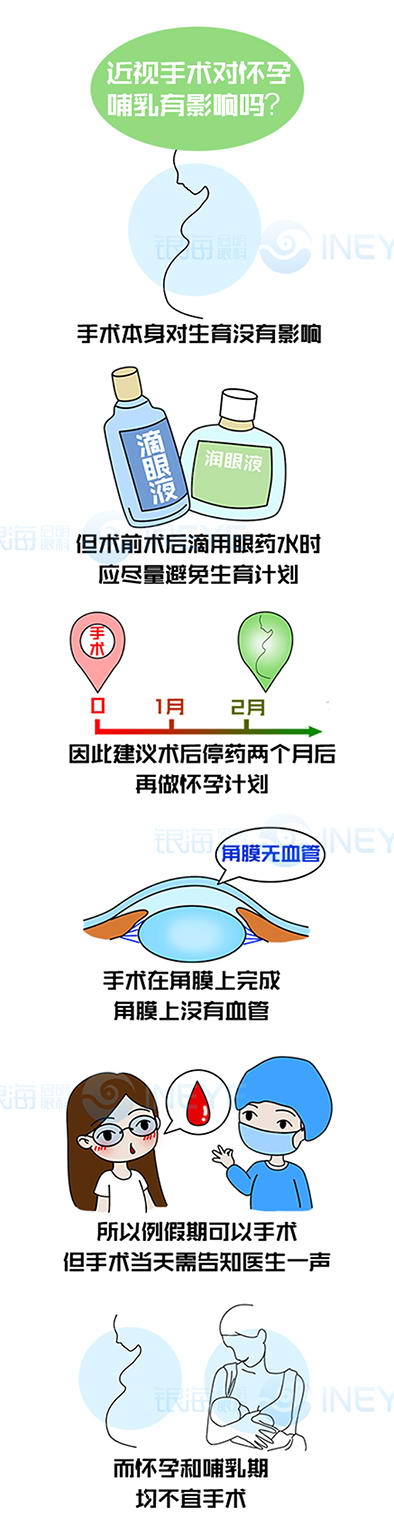 近视手术对怀孕
哺乳有影响吗?
银海 眼科 INEYE
手术本身对生育没有影响
滴眼液
润眼液
银海 眼科 INEYE
但术前术后滴用眼药水时
应尽量避免生育计划
手术
0
1月
2月
因此建议术后停药两个月后
再做怀孕计划
银海 眼科 INEYE
角膜无血管
手术在角膜上完成
角膜上没有血管
银海 眼科 INEYE
所以例假期可以手术
但手术当天需告知医生一声
银海 眼科 INEYE
而怀孕和哺乳期
均不宜手术